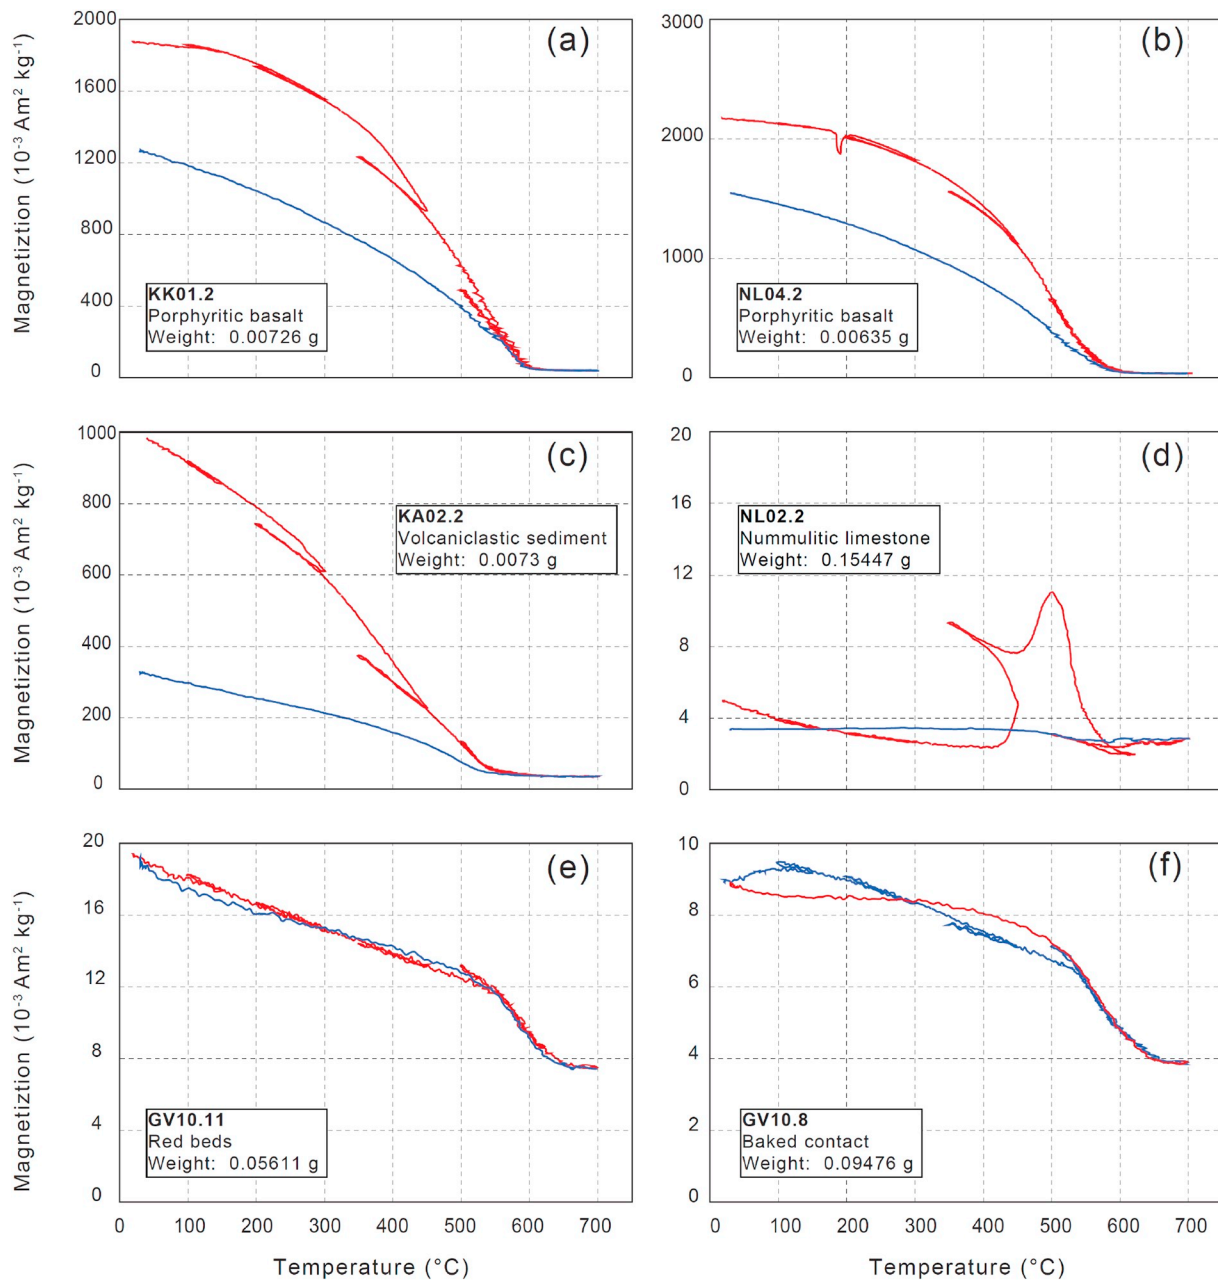 Magnetiztion (10-3 Am2 kg-1)
2000
1600
1200
800
400
0
(a)
KK01.2
Porphyritic basalt
Weight: 0.00726 g
3000
2000
1000
0
(b)
NL04.2
Porphyritic basalt
Weight: 0.00635 g
Magnetiztion (10-3 Am2 kg-1)
1000
800
600
400
200
0
(c)
KA02.2
Volcaniclastic sediment
Weight: 0.0073 g
20
16
12
8
4
0
(d)
NL02.2
Nummulitic limestone
Weight: 0.15447 g
Magnetiztion (10-3 Am2 kg-1)
20
16
12
8
4
0
(e)
GV10.11
Red beds
Weight: 0.05611 g
0 100 200 300 400 500 600 700
Temperature (°C)
10
8
6
4
2
0
(f)
GV10.8
Baked contact
Weight: 0.09476 g
0 100 200 300 400 500 600 700
Temperature (°C)